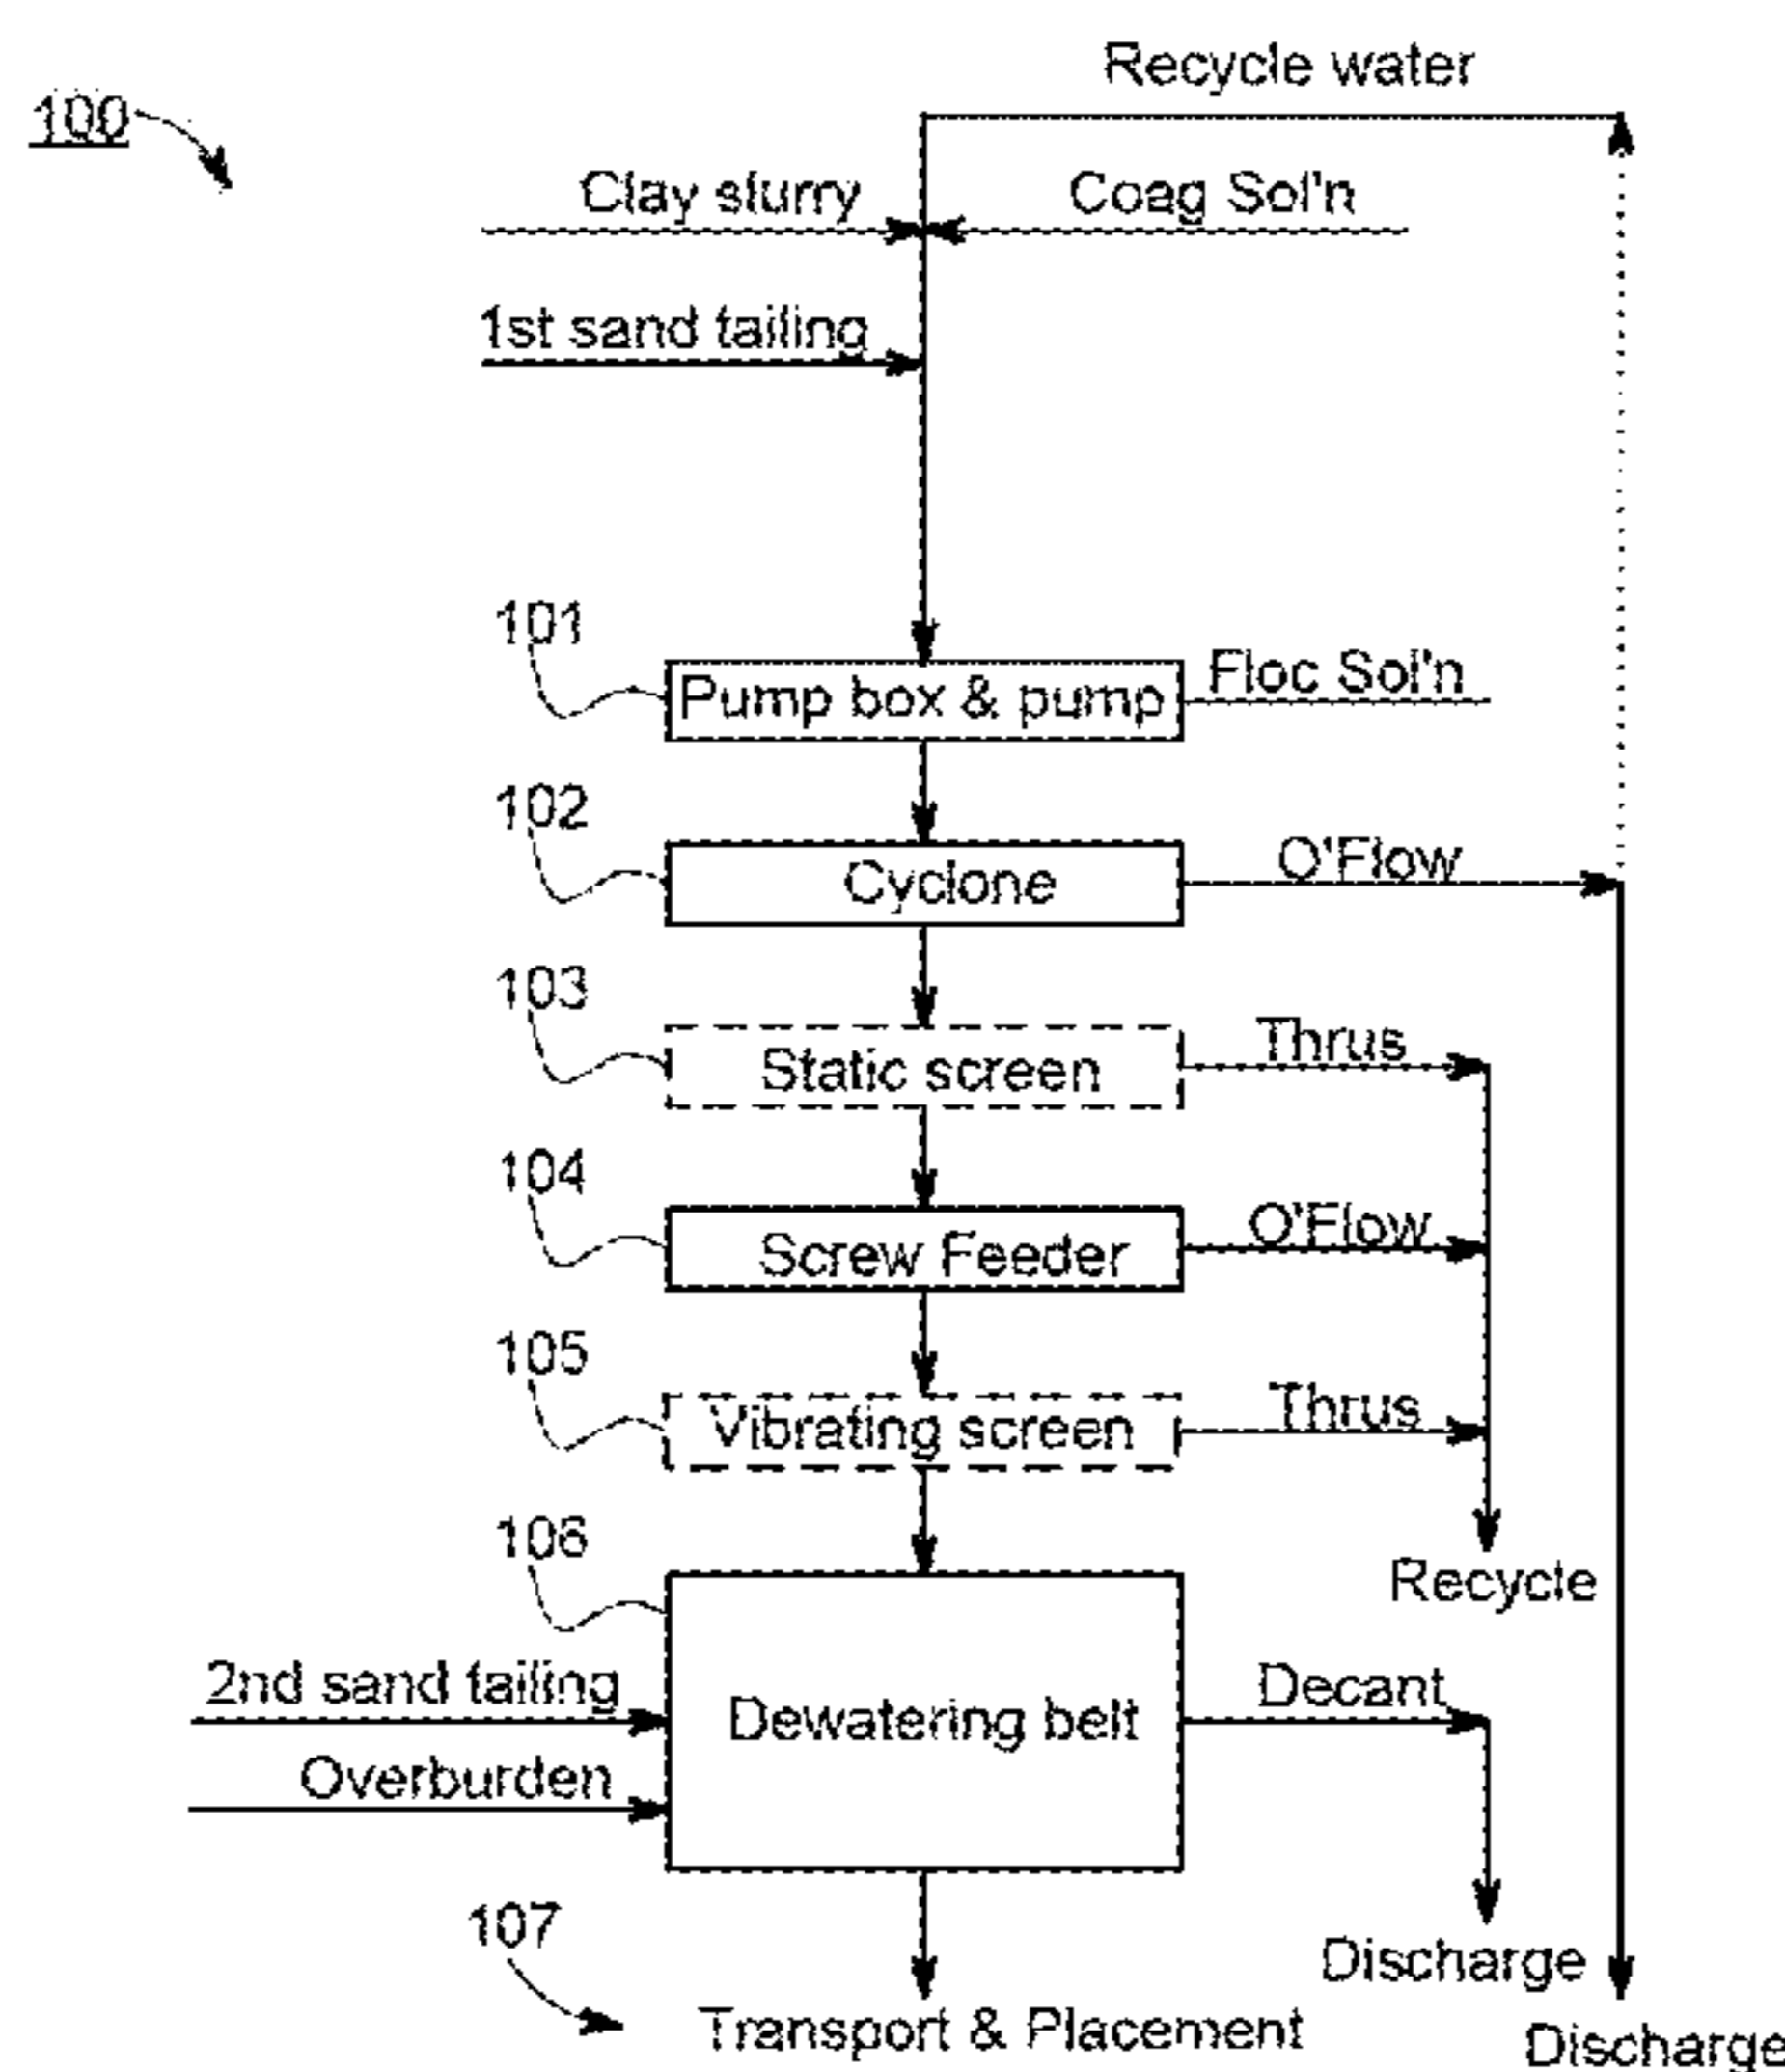 Recycle water
100
Clay slurry
Coag Sol'n
1st sand tailing
101
Pump box & pump
Floc Sol'n
102
Cyclone
O'Flow
103
Static screen
Thrus
104
Screw Feeder
O'Flow
105
Vibrating screen
Thrus
106
Recycle
2nd sand tailing
Dewatering belt
Decant
Overburden
107
Discharge
Transport & Placement
Discharge